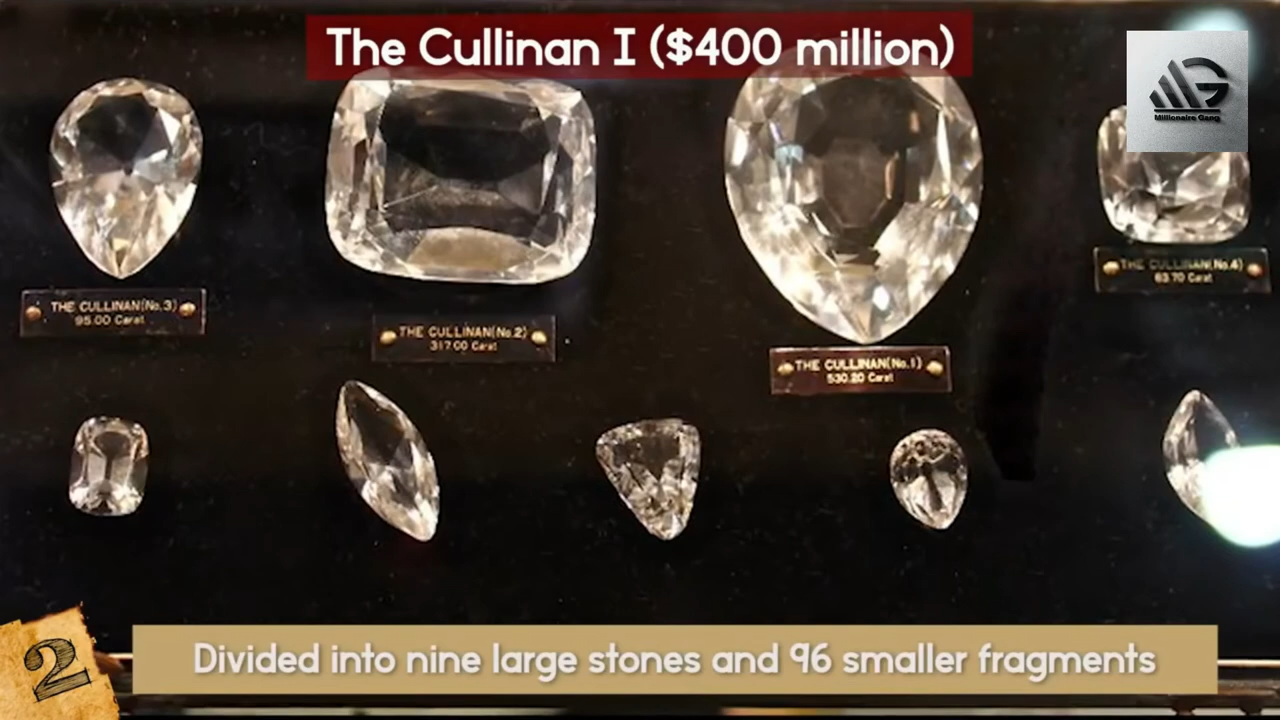 The Cullinan I ($400 million)
MG
Millionaire Gang
THE CULLINAN(No.3)
95.00 Carat
THE CULLINAN(No.2)
317.00 Carat
THE CULLINAN(No.1)
530.20 Carat
THE CULLINAN(No.4)
63.70 Carat
2
Divided into nine large stones and 96 smaller fragments